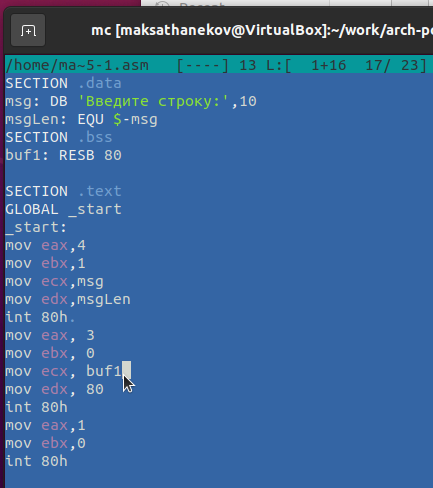 mc [maksathanekov@VirtualBox]:~/work/arch-p
/home/ma~5-1.asm [----] 13 L:[ 1+16 17/ 23]
SECTION .data
msg: DB 'Введите строку:',10
msgLen: EQU $-msg
SECTION .bss
buf1: RESB 80
SECTION .text
GLOBAL _start
_start:
mov eax,4
mov ebx,1
mov ecx,msg
mov edx,msgLen
int 80h.
mov eax, 3
mov ebx, 0
mov ecx, buf1
mov edx, 80
int 80h
mov eax,1
mov ebx,0
int 80h